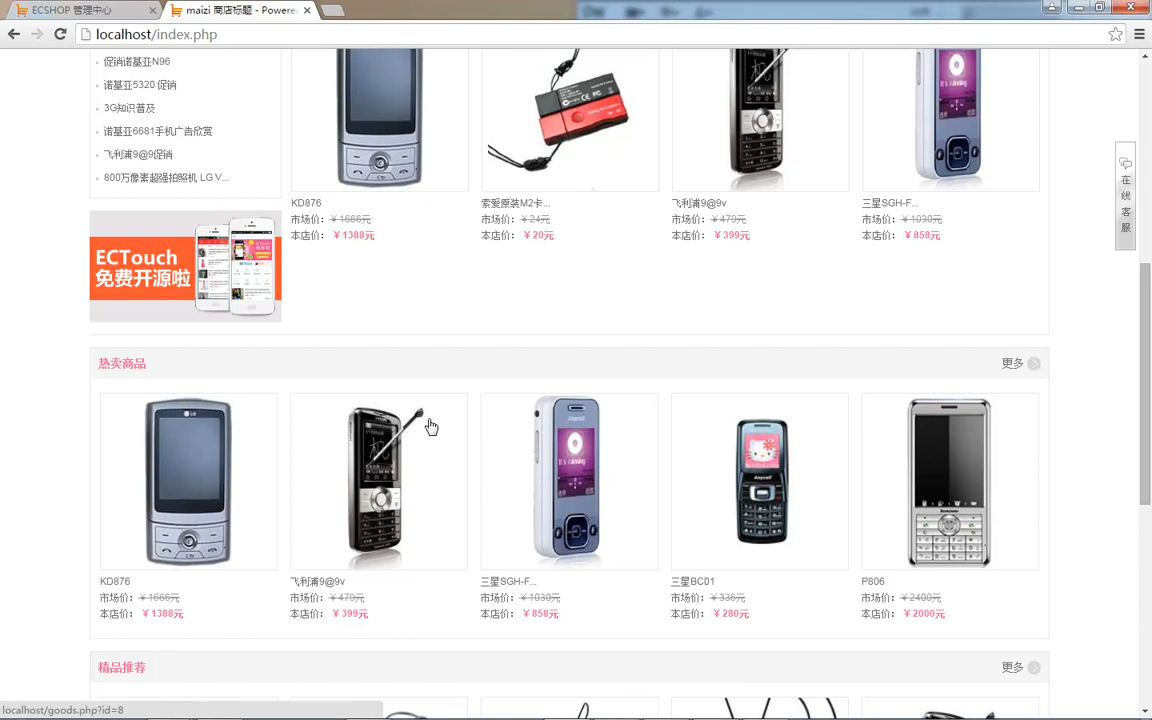 ECSHOP 管理中心
maizi 商店标题 - Powere
localhost/index.php
促销诺基亚N96
诺基亚5320 促销
3G知识普及
诺基亚6681手机广告欣赏
飞利浦9@9促销
800万像素超强拍照机 LG V...
ECTouch
免费开源啦
KD876
市场价：￥1666元
本店价：￥1388元
索爱原装M2卡...
市场价：￥24元
本店价：￥20元
飞利浦9@9v
市场价：￥479元
本店价：￥399元
三星SGH-F...
市场价：￥1030元
本店价：￥858元
在线客服
热卖商品
更多
KD876
市场价：￥1666元
本店价：￥1388元
飞利浦9@9v
市场价：￥479元
本店价：￥399元
三星SGH-F...
市场价：￥1030元
本店价：￥858元
三星BC01
市场价：￥336元
本店价：￥280元
P806
市场价：￥2400元
本店价：￥2000元
精品推荐
更多
localhost/goods.php?id=8